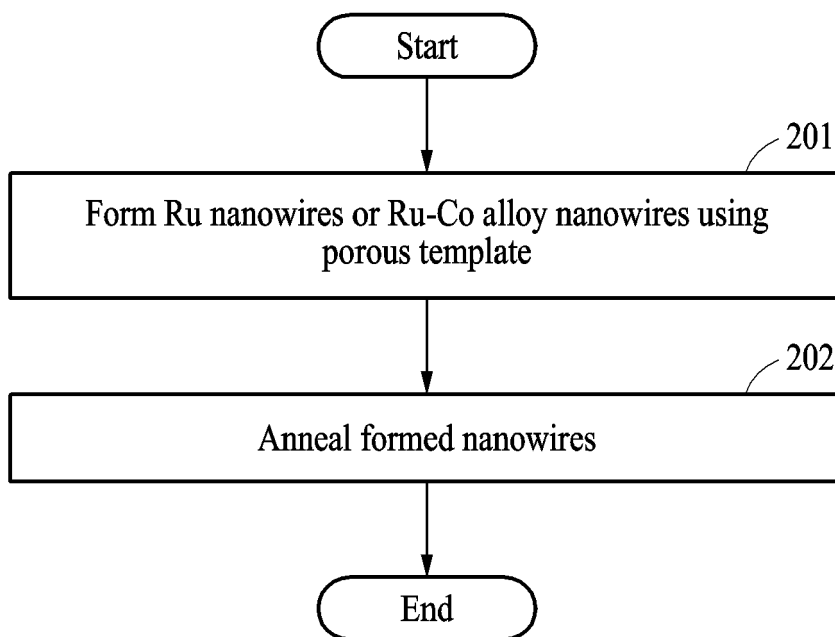 Start
201
Form Ru nanowires or Ru-Co alloy nanowires using
porous template
202
Anneal formed nanowires
End